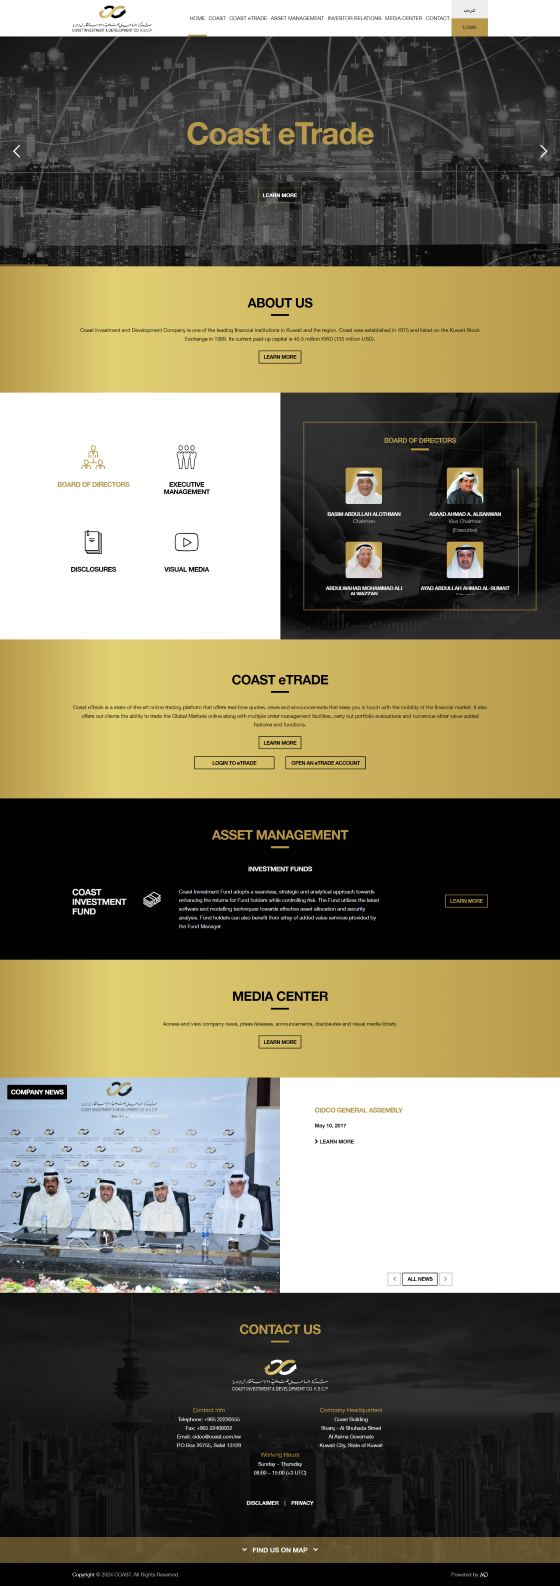 COAST INVESTMENT & DEVELOPMENT CO. K.S.C.P
HOME COAST COAST eTRADE ASSET MANAGEMENT INVESTOR RELATIONS MEDIA CENTER CONTACT
عربي
LOGIN
Coast eTrade
LEARN MORE
ABOUT US
Coast Investment and Development Company is one of the leading financial institutions in Kuwait and the region. Coast was established in 1975 and listed on the Kuwait Stock
Exchange in 1989. Its current paid-up capital is 46.5 million KWD (155 million USD).
LEARN MORE
BOARD OF DIRECTORS
EXECUTIVE
MANAGEMENT
DISCLOSURES
VISUAL MEDIA
BOARD OF DIRECTORS
BASIM ABDULLAH ALOTHMAN
Chairman
ASAAD AHMAD A. ALBANWAN
Vice Chairman
(Executive)
ABDULWAHAB MOHAMMAD ALI
ALWAZZAN
AYAD ABDULLAH AHMAD AL-SUMAIT
COAST eTRADE
Coast eTrade is a state-of-the-art online trading platform that offers real-time quotes, news and announcements that keep you in touch with the mobility of the financial market. It also
offers our clients the ability to trade the Global Markets online along with multiple order management facilities, carry out portfolio evaluations and numerous other value-added
features and functions.
LEARN MORE
LOGIN TO eTRADE
OPEN AN eTRADE ACCOUNT
ASSET MANAGEMENT
INVESTMENT FUNDS
COAST
INVESTMENT
FUND
Coast Investment Fund adopts a seamless, strategic and analytical approach towards
enhancing the returns for Fund holders while controlling risk. The Fund utilizes the latest
software and modelling techniques towards effective asset allocation and security
analysis. Fund holders can also benefit from array of added value services provided by
the Fund Manager.
LEARN MORE
MEDIA CENTER
Access and view company news, press releases, announcements, disclosures and visual media library.
LEARN MORE
COMPANY NEWS
COAST INVESTMENT & DEVELOPMENT CO. K.S.C.P
CIDCO GENERAL ASSEMBLY
May 10, 2017
LEARN MORE
ALL NEWS
CONTACT US
COAST INVESTMENT & DEVELOPMENT CO. K.S.C.P
Contact Info
Telephone: +965 22230555
Fax: +965 22408932
Email: cidco@coast.com.kw
P.O.Box 26755, Safat 13128
Company Headquarters
Coast Building
Sharq - Al Shuhada Street
Al Asima Governate
Kuwait City, State of Kuwait
Working Hours
Sunday – Thursday
08:00 – 15:00 (+3 UTC)
DISCLAIMER | PRIVACY
FIND US ON MAP
Copyright © 2024 COAST. All Rights Reserved.
Powered by